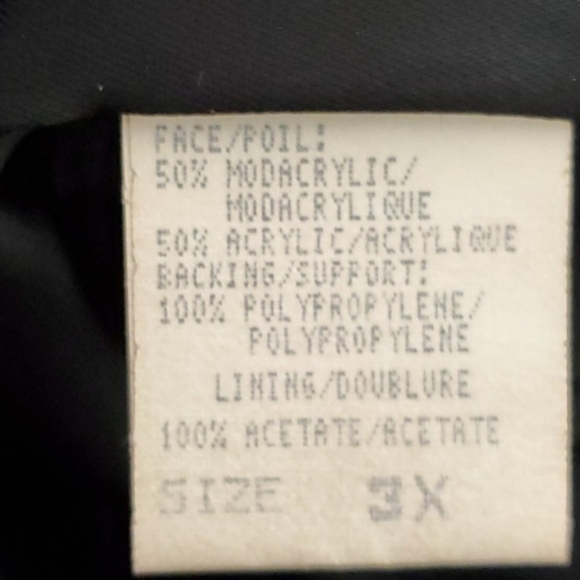 FACE/POIL:
50% MODACRYLIC/
MODACRYLIQUE
50% ACRYLIC/ACRYLIQUE
BACKING/SUPPORT:
100% POLYPROPYLENE/
POLYPROPYLENE
LINING/DOUBLURE
100% ACETATE/ACETATE
SIZE 3X